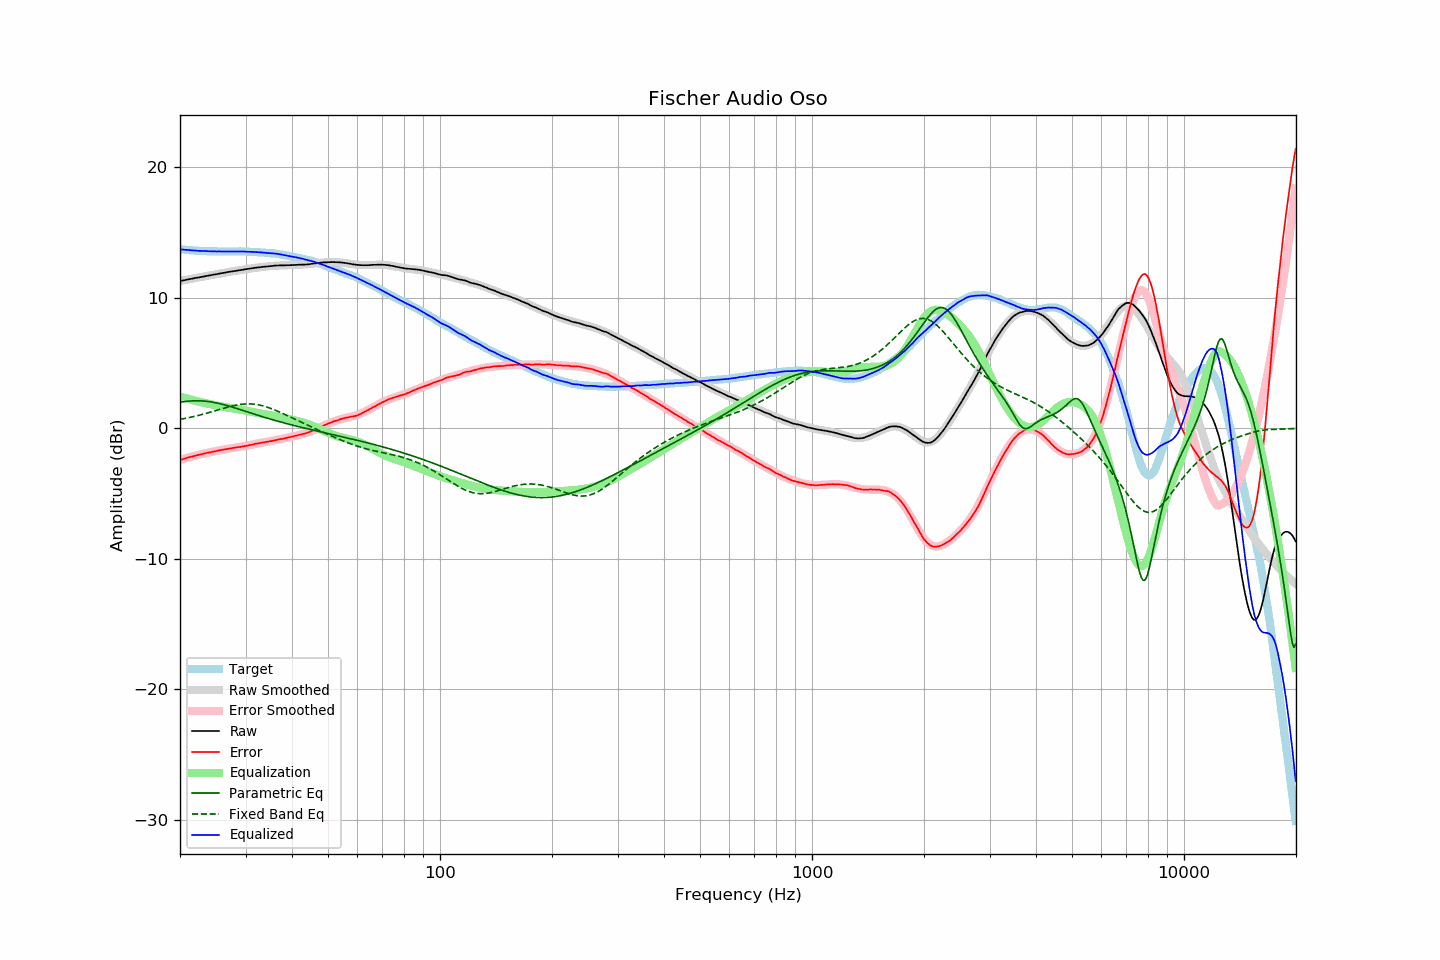 Fischer Audio Oso
20
10
0
−10
−20
−30
Amplitude (dBr)
Target
Raw Smoothed
Error Smoothed
Raw
Error
Equalization
Parametric Eq
Fixed Band Eq
Equalized
100 1000 10000
Frequency (Hz)